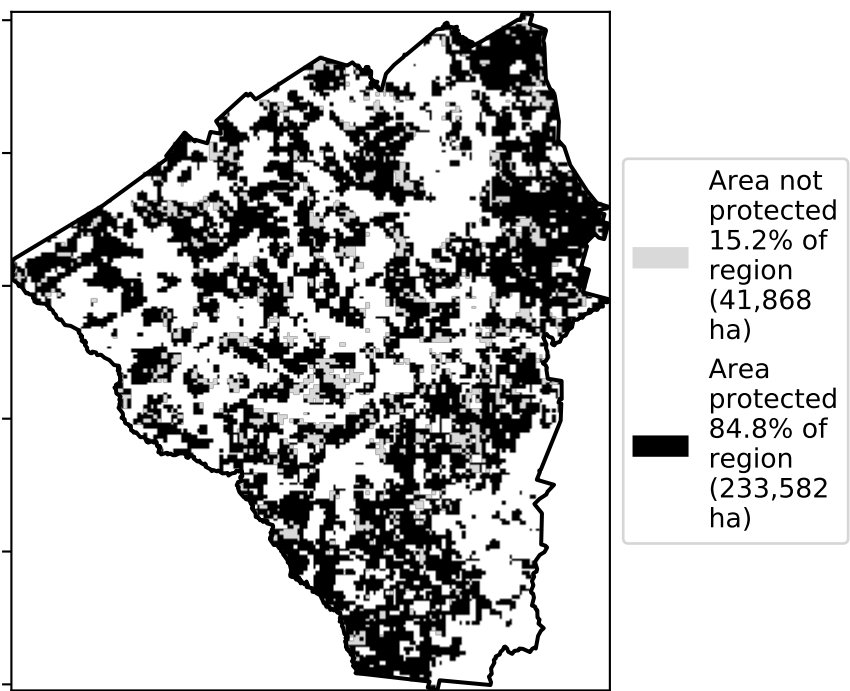 Area not
protected
15.2% of
region
(41,868
ha)
Area
protected
84.8% of
region
(233,582
ha)